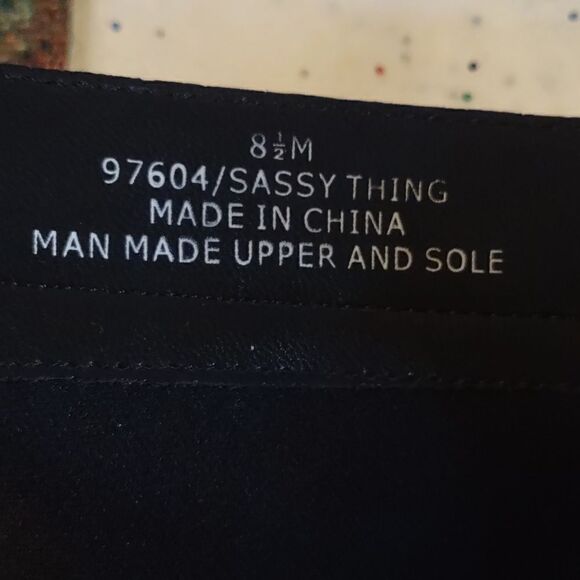 8½M
97604/SASSY THING
MADE IN CHINA
MAN MADE UPPER AND SOLE